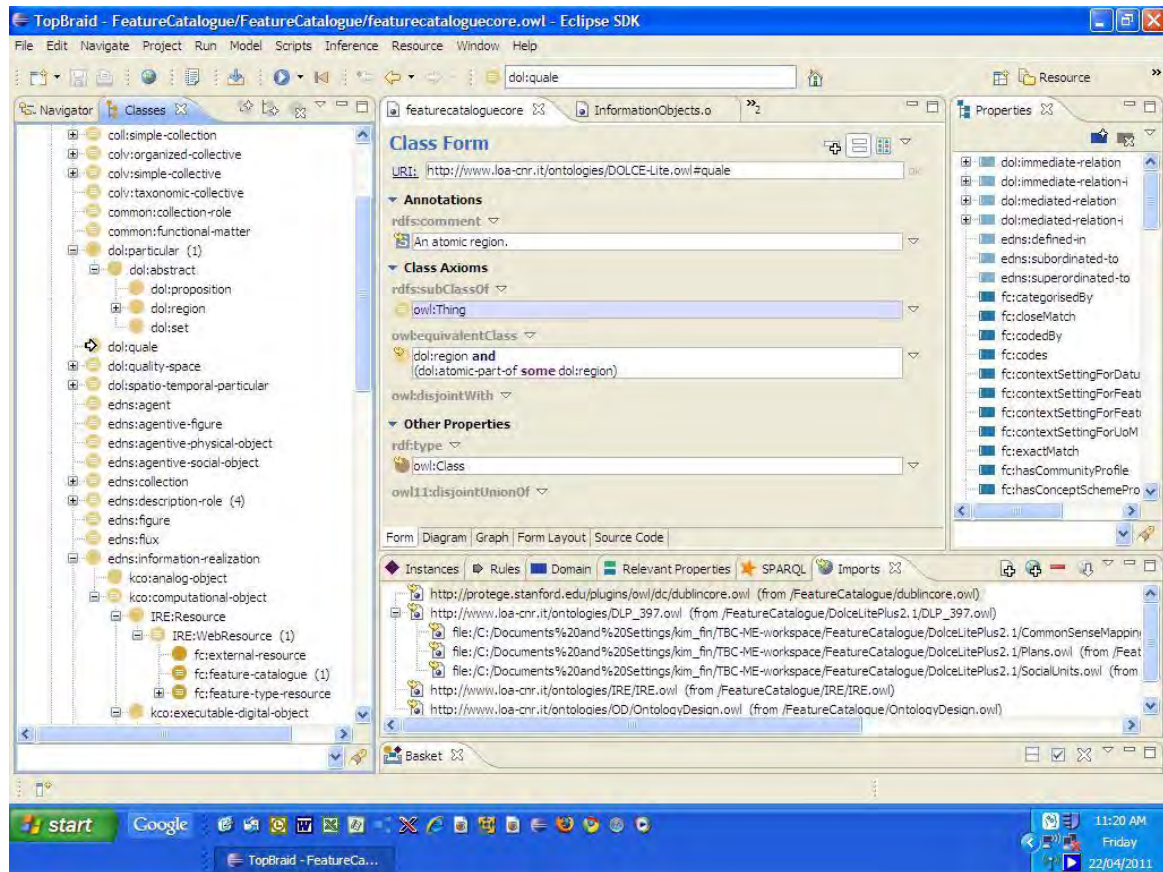 TopBraid - FeatureCatalogue/FeatureCatalogue/featurecataloguecore.owl - Eclipse SDK
File Edit Navigate Project Run Model Scripts Inference Resource Window Help
dol:quale
Resource
»
Navigator
Classes
coll:simple-collection
colv:organized-collective
colv:simple-collective
colv:taxonomic-collective
common:collection-role
common:functional-matter
dol:particular (1)
dol:abstract
dol:proposition
dol:region
dol:set
dol:quale
dol:quality-space
dol:spatio-temporal-particular
edns:agent
edns:agentive-figure
edns:agentive-physical-object
edns:agentive-social-object
edns:collection
edns:description-role (4)
edns:figure
edns:flux
edns:information-realization
kco:analog-object
kco:computational-object
IRE:Resource
IRE:WebResource (1)
fc:external-resource
fc:feature-catalogue (1)
fc:feature-type-resource
kco:executable-digital-object
featurecataloguecore
InformationObjects.o
»2
Class Form
URI: http://www.loa-cnr.it/ontologies/DOLCE-Lite.owl#quale
OK
Annotations
rdfs:comment
An atomic region.
Class Axioms
rdfs:subClassOf
owl:Thing
owl:equivalentClass
dol:region and
(dol:atomic-part-of some dol:region)
owl:disjointWith
Other Properties
rdf:type
owl:Class
owl11:disjointUnionOf
Form Diagram Graph Form Layout Source Code
Properties
dol:immediate-relation
dol:immediate-relation-i
dol:mediated-relation
dol:mediated-relation-i
edns:defined-in
edns:subordinated-to
edns:superordinated-to
fc:categorisedBy
fc:closeMatch
fc:codedBy
fc:codes
fc:contextSettingForDatu
fc:contextSettingForFeat
fc:contextSettingForFeat
fc:contextSettingForUoM
fc:exactMatch
fc:hasCommunityProfile
fc:hasConceptSchemePro
Instances Rules Domain Relevant Properties SPARQL Imports
http://protege.stanford.edu/plugins/owl/dc/dublincore.owl (from /FeatureCatalogue/dublincore.owl)
http://www.loa-cnr.it/ontologies/DLP_397.owl (from /FeatureCatalogue/DolceLitePlus2.1/DLP_397.owl)
file:/C:/Documents%20and%20Settings/kim_fin/TBC-ME-workspace/FeatureCatalogue/DolceLitePlus2.1/CommonSenseMapping
file:/C:/Documents%20and%20Settings/kim_fin/TBC-ME-workspace/FeatureCatalogue/DolceLitePlus2.1/Plans.owl (from /Feat
file:/C:/Documents%20and%20Settings/kim_fin/TBC-ME-workspace/FeatureCatalogue/DolceLitePlus2.1/SocialUnits.owl (from
http://www.loa-cnr.it/ontologies/IRE/IRE.owl (from /FeatureCatalogue/IRE/IRE.owl)
http://www.loa-cnr.it/ontologies/OD/OntologyDesign.owl (from /FeatureCatalogue/OntologyDesign.owl)
Basket
start
Google
TopBraid - FeatureCa...
11:20 AM
Friday
22/04/2011